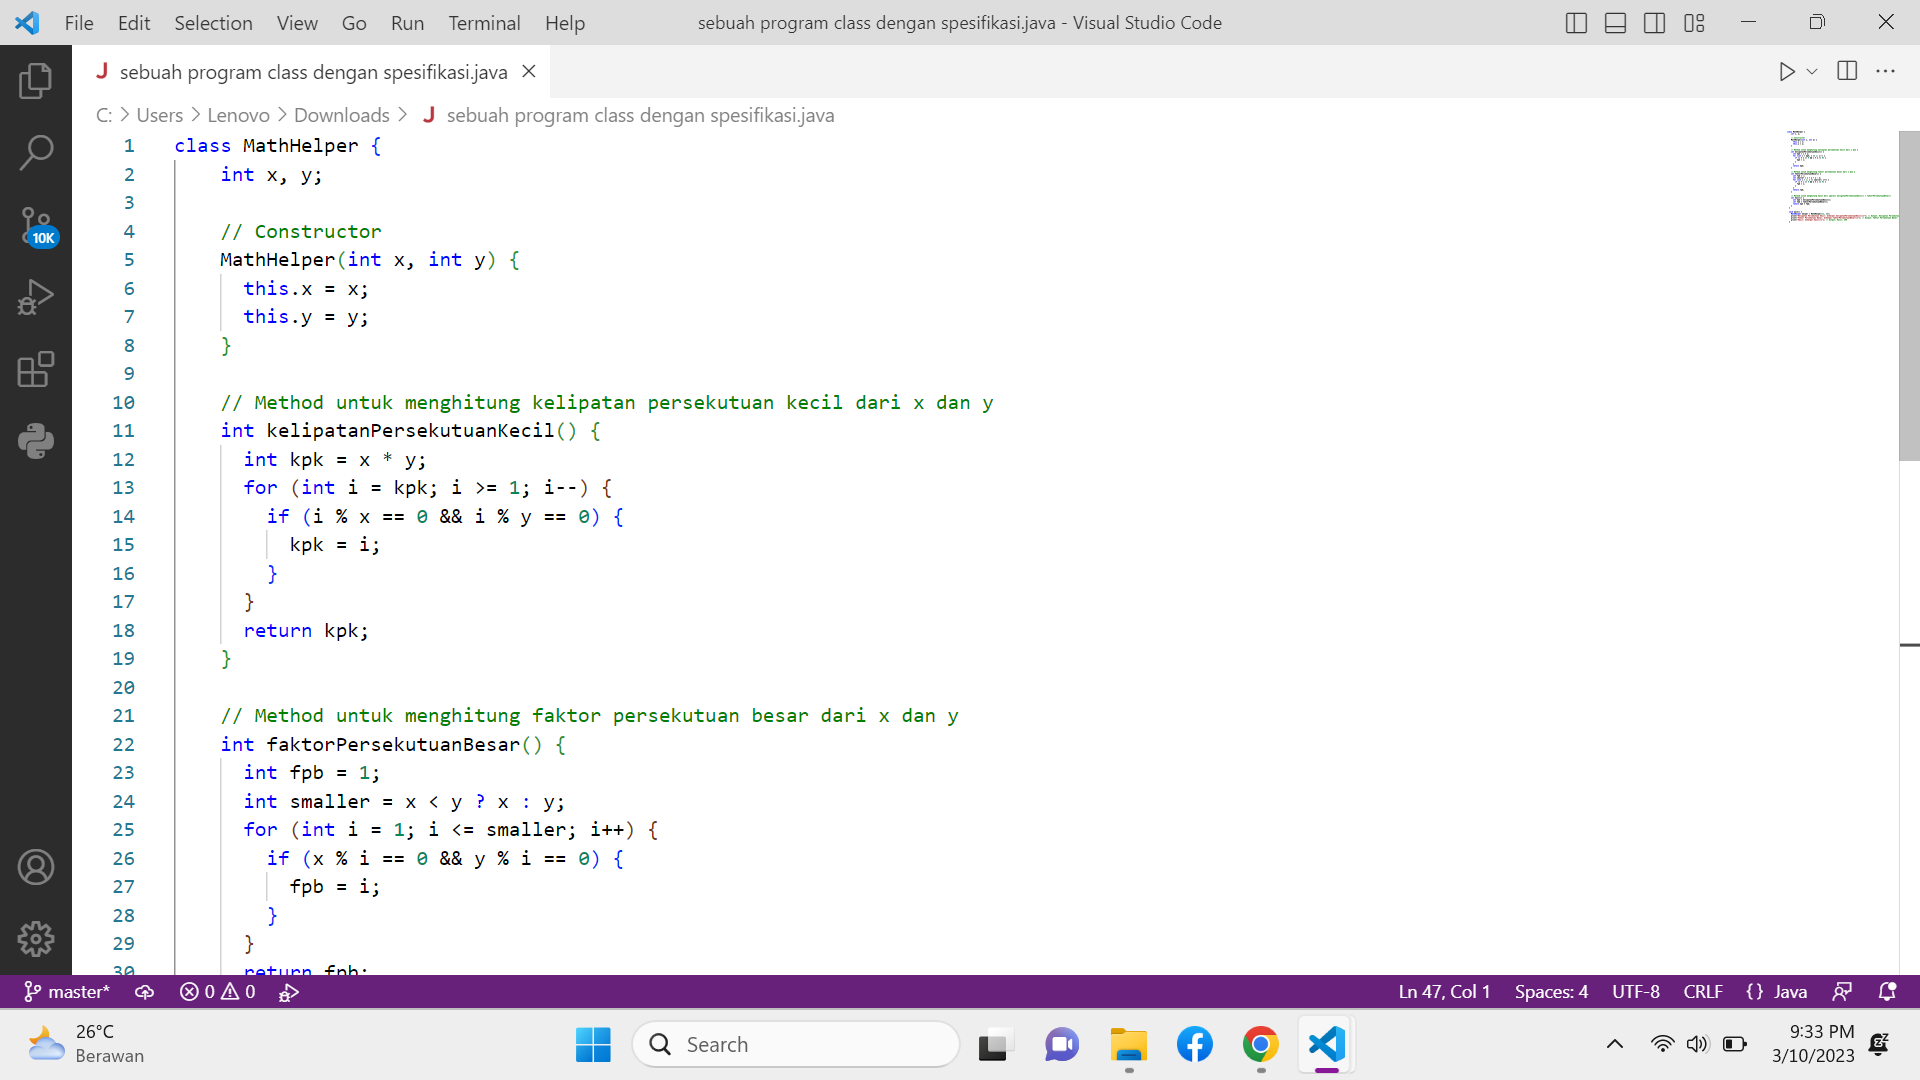 File Edit Selection View Go Run Terminal Help
sebuah program class dengan spesifikasi.java - Visual Studio Code
J sebuah program class dengan spesifikasi.java
C: > Users > Lenovo > Downloads > J sebuah program class dengan spesifikasi.java
1 class MathHelper {
2 int x, y;
3
4 // Constructor
5 MathHelper(int x, int y) {
6 this.x = x;
7 this.y = y;
8 }
9
10 // Method untuk menghitung kelipatan persekutuan kecil dari x dan y
11 int kelipatanPersekutuanKecil() {
12 int kpk = x * y;
13 for (int i = kpk; i >= 1; i--) {
14 if (i % x == 0 && i % y == 0) {
15 kpk = i;
16 }
17 }
18 return kpk;
19 }
20
21 // Method untuk menghitung faktor persekutuan besar dari x dan y
22 int faktorPersekutuanBesar() {
23 int fpb = 1;
24 int smaller = x < y ? x : y;
25 for (int i = 1; i <= smaller; i++) {
26 if (x % i == 0 && y % i == 0) {
27 fpb = i;
28 }
29 }
30 return fpb;
10K
master* 0 0
Ln 47, Col 1 Spaces: 4 UTF-8 CRLF {} Java
26°C
Berawan
Search
9:33 PM
3/10/2023